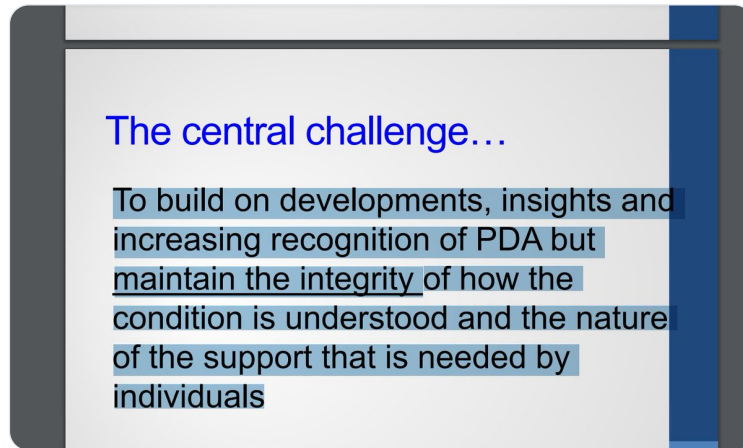 The central challenge…
To build on developments, insights and
increasing recognition of PDA but
maintain the integrity of how the
condition is understood and the nature
of the support that is needed by
individuals